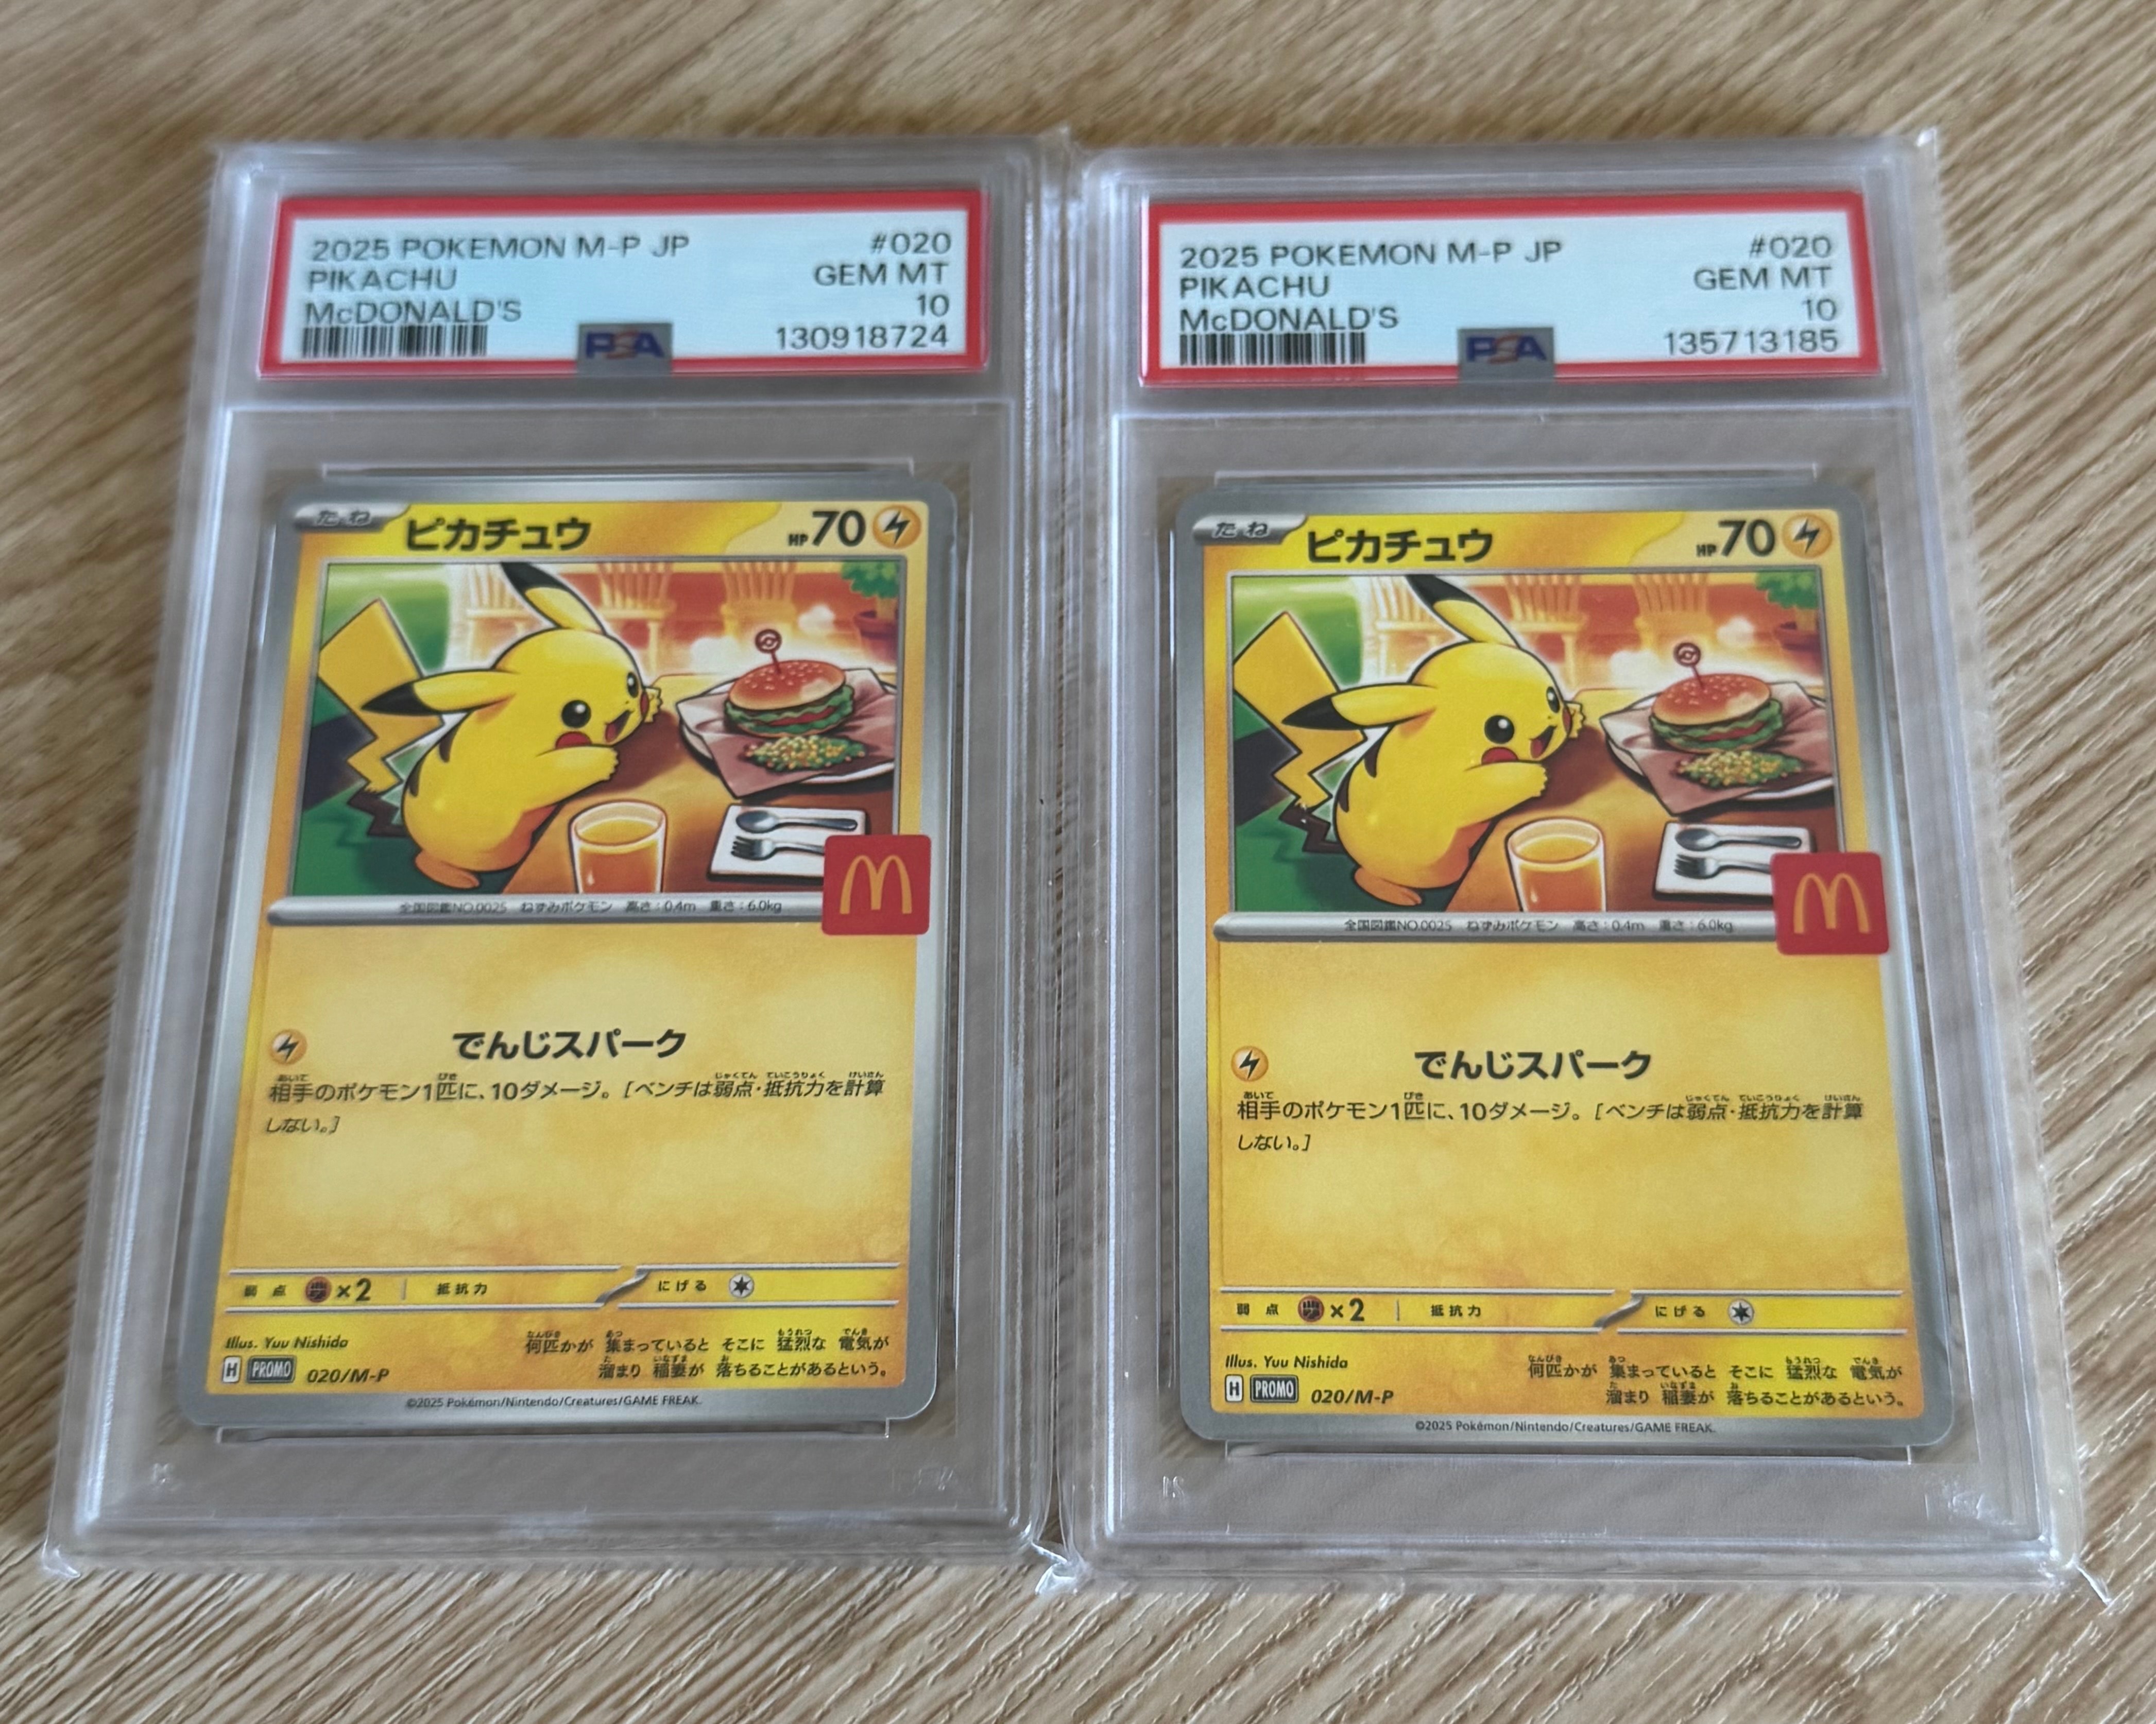 2025 POKEMON M-P JP #020
PIKACHU GEM MT
McDONALD'S 10
PSA 130918724
たね ピカチュウ HP70
全国図鑑NO.0025 ねずみポケモン 高さ:0.4m 重さ:6.0kg
でんじスパーク
相手のポケモン1匹に、10ダメージ。[ベンチは弱点・抵抗力を計算
しない。]
弱点 ×2 抵抗力 にげる
Illus. Yuu Nishida
何匹かが 集まっていると そこに 猛烈な 電気が
溜まり 稲妻が 落ちることがあるという。
H PROMO 020/M-P
©2025 Pokémon/Nintendo/Creatures/GAME FREAK.
2025 POKEMON M-P JP #020
PIKACHU GEM MT
McDONALD'S 10
PSA 135713185
たね ピカチュウ HP70
全国図鑑NO.0025 ねずみポケモン 高さ:0.4m 重さ:6.0kg
でんじスパーク
相手のポケモン1匹に、10ダメージ。[ベンチは弱点・抵抗力を計算
しない。]
弱点 ×2 抵抗力 にげる
Illus. Yuu Nishida
何匹かが 集まっていると そこに 猛烈な 電気が
溜まり 稲妻が 落ちることがあるという。
H PROMO 020/M-P
©2025 Pokémon/Nintendo/Creatures/GAME FREAK.